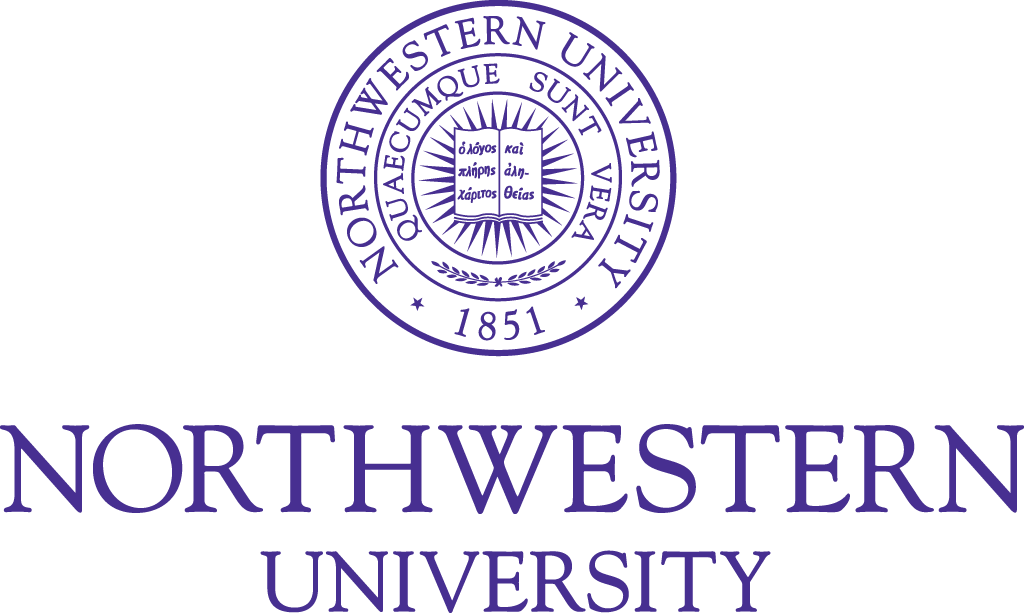 NORTHWESTERN UNIVERSITY
QUAECUMQUE SUNT VERA
ὁ λόγος
πλήρης
χάριτος
καὶ
ἀλη-
θείας
1851
NORTHWESTERN
UNIVERSITY